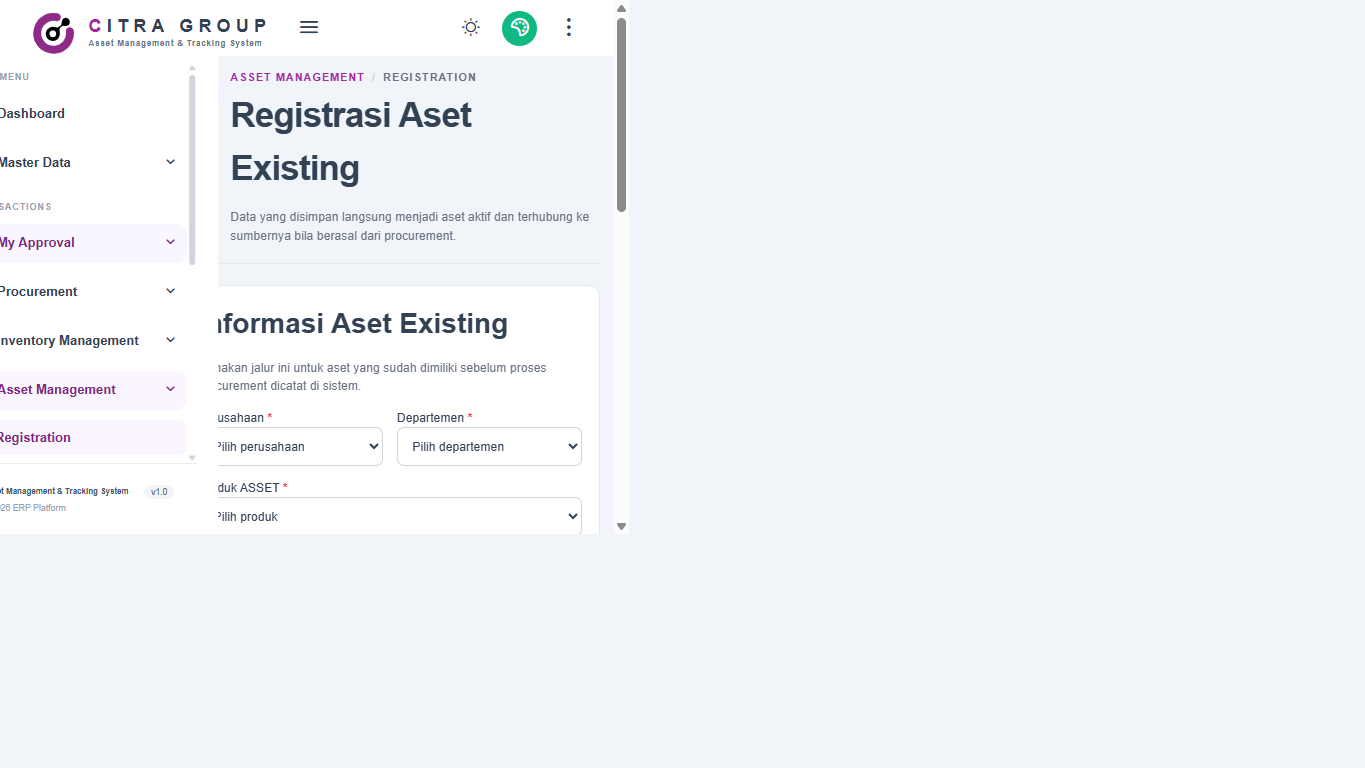 CITRA GROUP
Asset Management & Tracking System
MENU
Dashboard
Master Data
SACTIONS
My Approval
Procurement
nventory Management
Asset Management
Registration
et Management & Tracking System
v1.0
26 ERP Platform
ASSET MANAGEMENT / REGISTRATION
Registrasi Aset
Existing
Data yang disimpan langsung menjadi aset aktif dan terhubung ke
sumbernya bila berasal dari procurement.
nformasi Aset Existing
nakan jalur ini untuk aset yang sudah dimiliki sebelum proses
curement dicatat di sistem.
usahaan *
Departemen *
Pilih perusahaan
Pilih departemen
duk ASSET *
Pilih produk